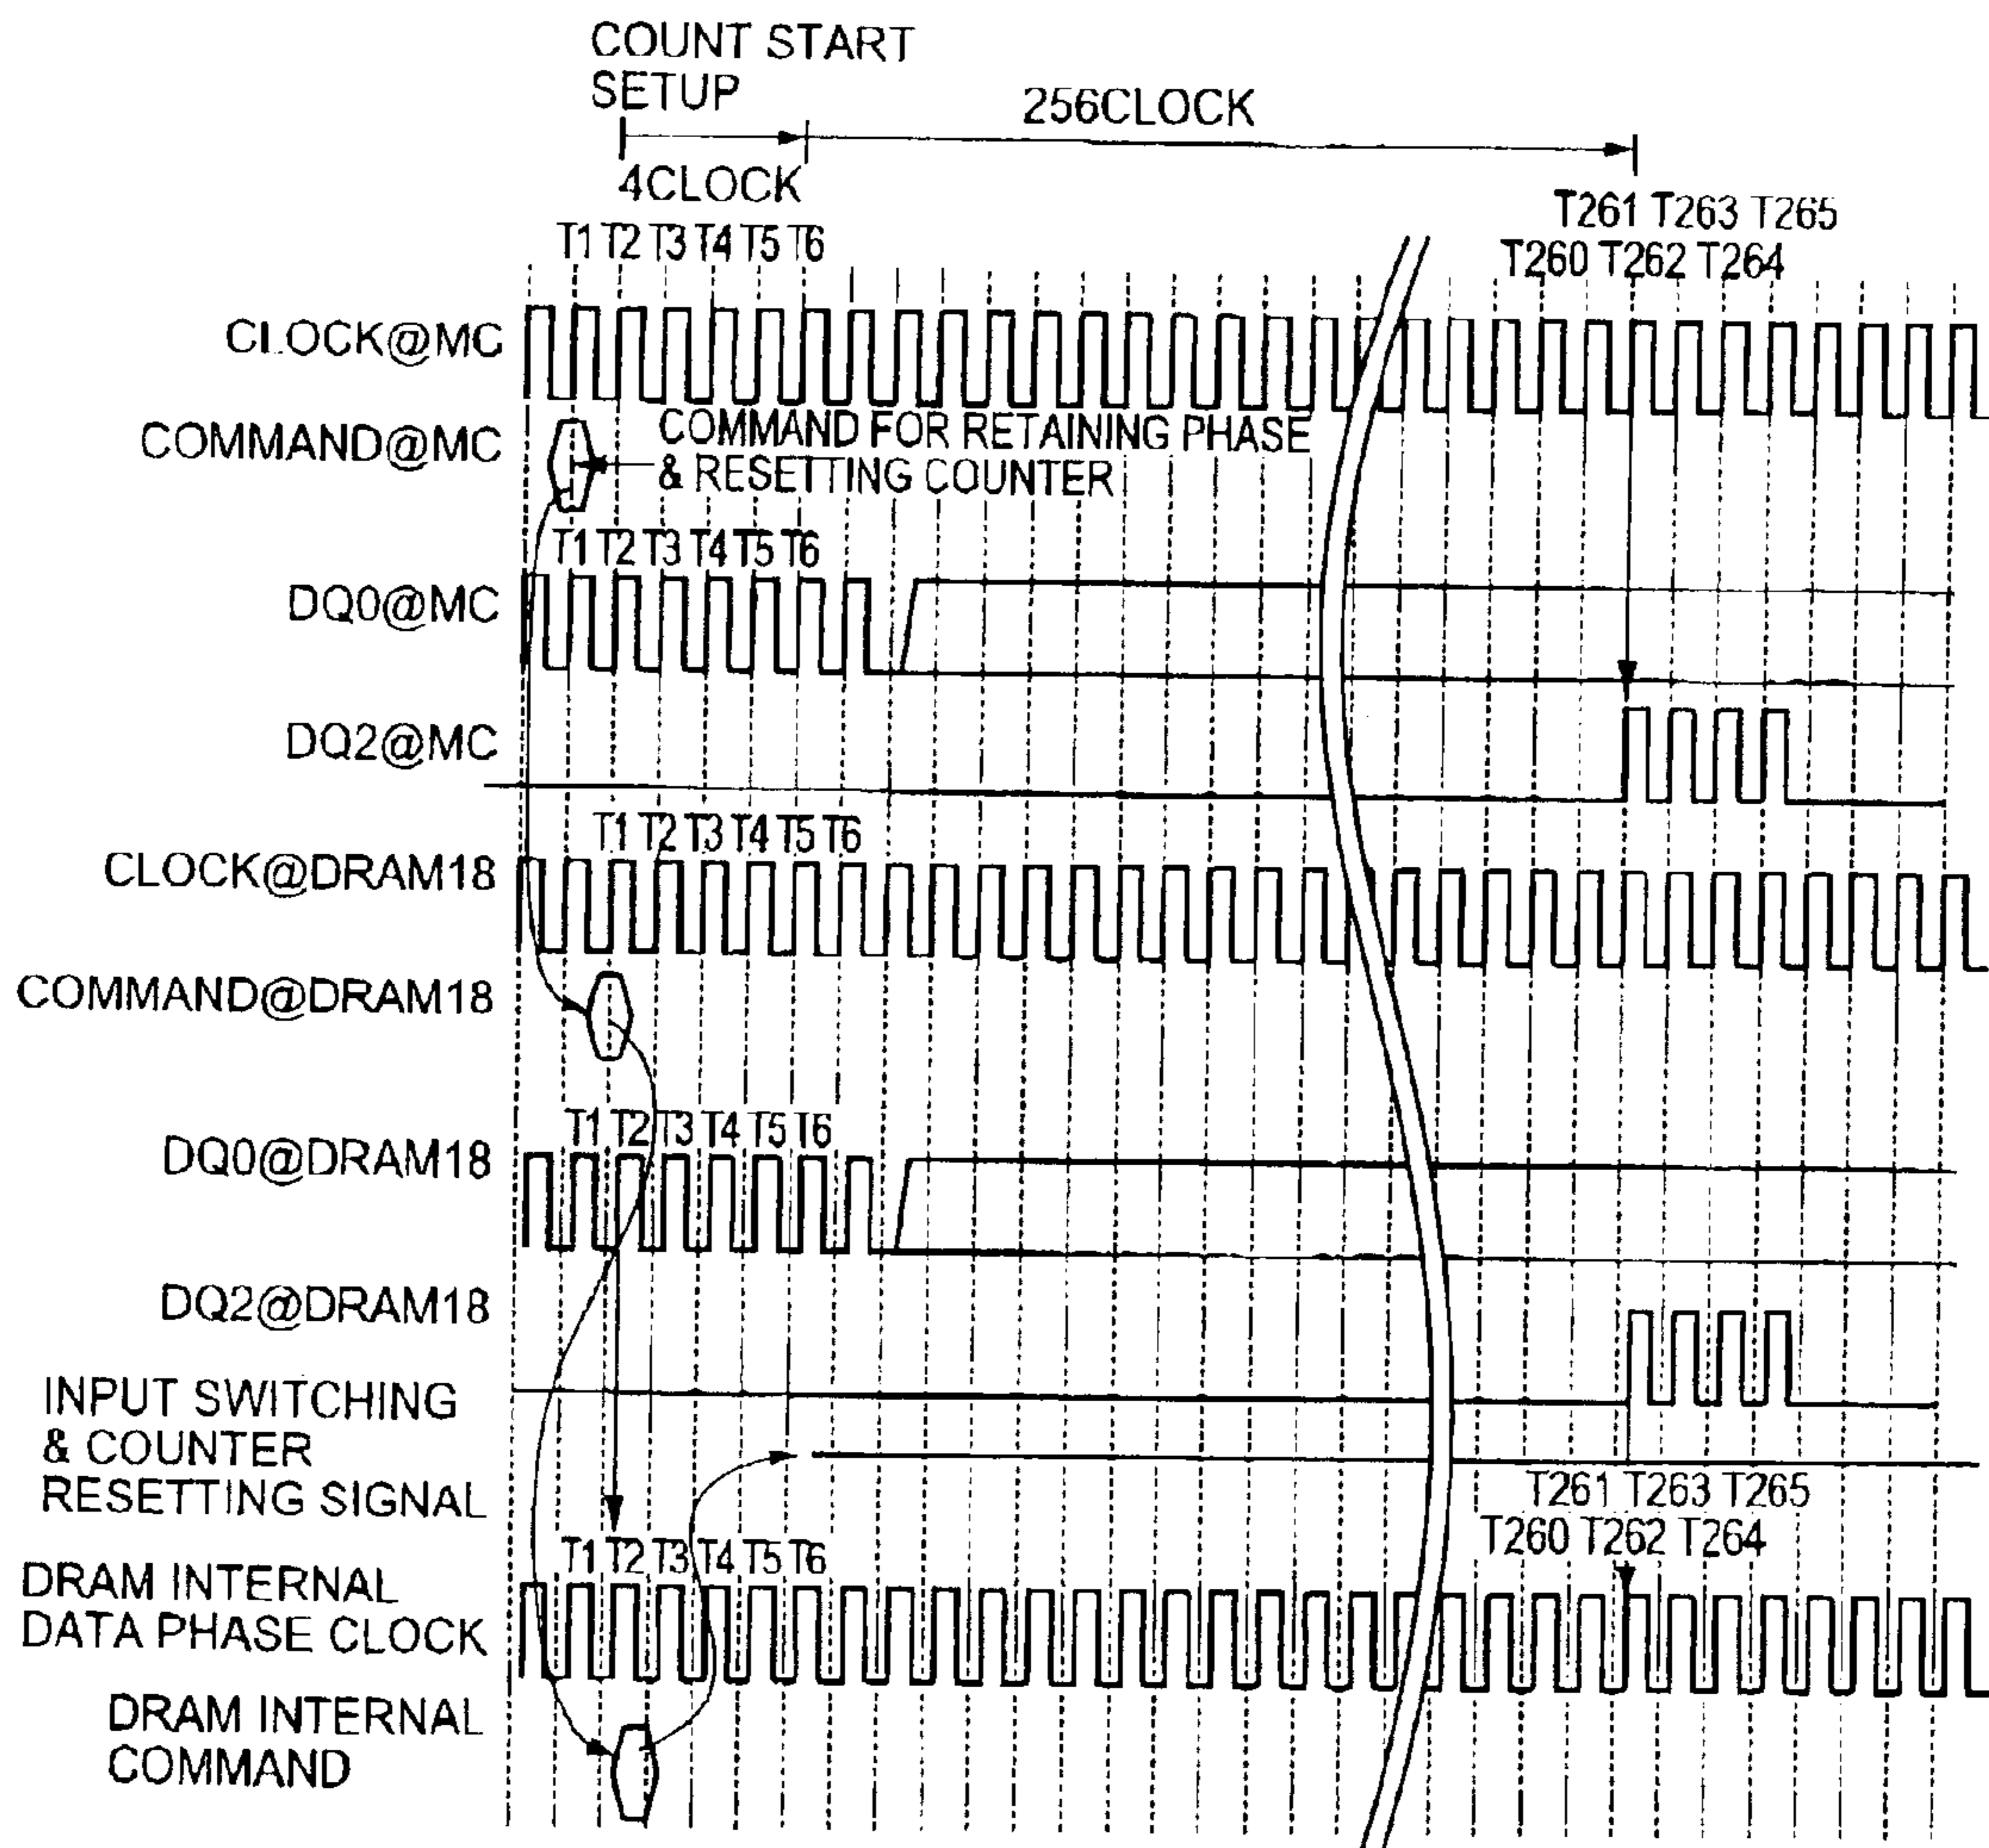 COUNT START
SETUP
256CLOCK
4CLOCK
T261 T263 T265
T1 T2 T3 T4 T5 T6
T260 T262 T264
CLOCK@MC
COMMAND@MC
COMMAND FOR RETAINING PHASE
& RESETTING COUNTER
T1 T2 T3 T4 T5 T6
DQ0@MC
DQ2@MC
T1 T2 T3 T4 T5 T6
CLOCK@DRAM18
COMMAND@DRAM18
T1 T2 T3 T4 T5 T6
DQ0@DRAM18
DQ2@DRAM18
INPUT SWITCHING
& COUNTER
RESETTING SIGNAL
T261 T263 T265
T260 T262 T264
T1 T2 T3 T4 T5 T6
DRAM INTERNAL
DATA PHASE CLOCK
DRAM INTERNAL
COMMAND